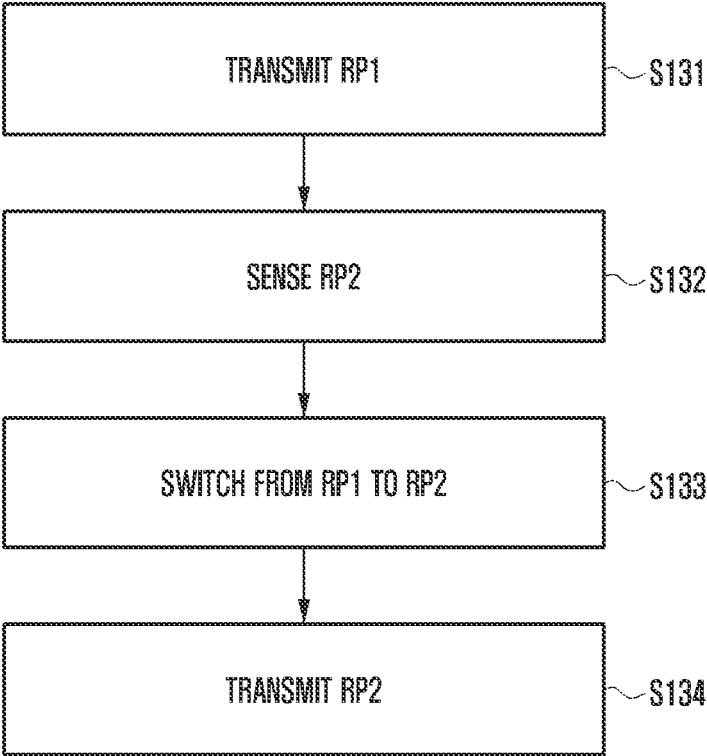 TRANSMIT RP1
S131
SENSE RP2
S132
SWITCH FROM RP1 TO RP2
S133
TRANSMIT RP2
S134